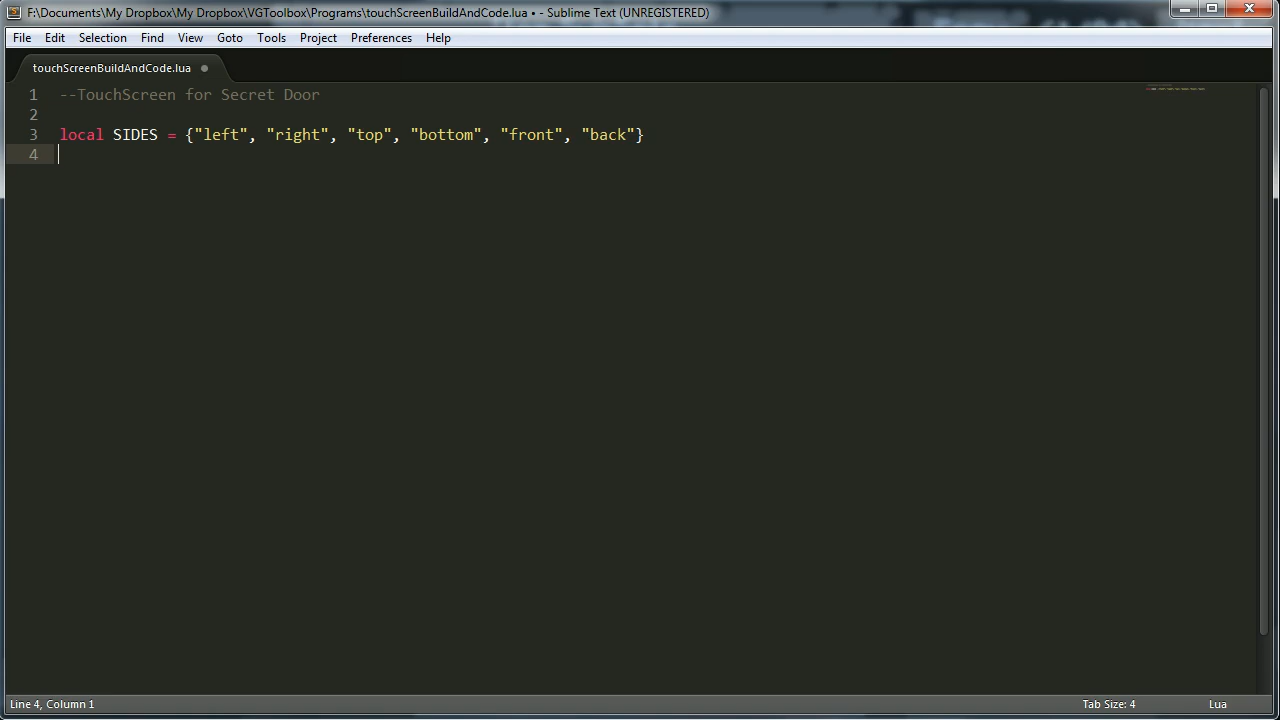 F:\Documents\My Dropbox\My Dropbox\VGToolbox\Programs\touchScreenBuildAndCode.lua • - Sublime Text (UNREGISTERED)
File Edit Selection Find View Goto Tools Project Preferences Help
touchScreenBuildAndCode.lua
1 --TouchScreen for Secret Door
2
3 local SIDES = {"left", "right", "top", "bottom", "front", "back"}
4
Line 4, Column 1 Tab Size: 4 Lua